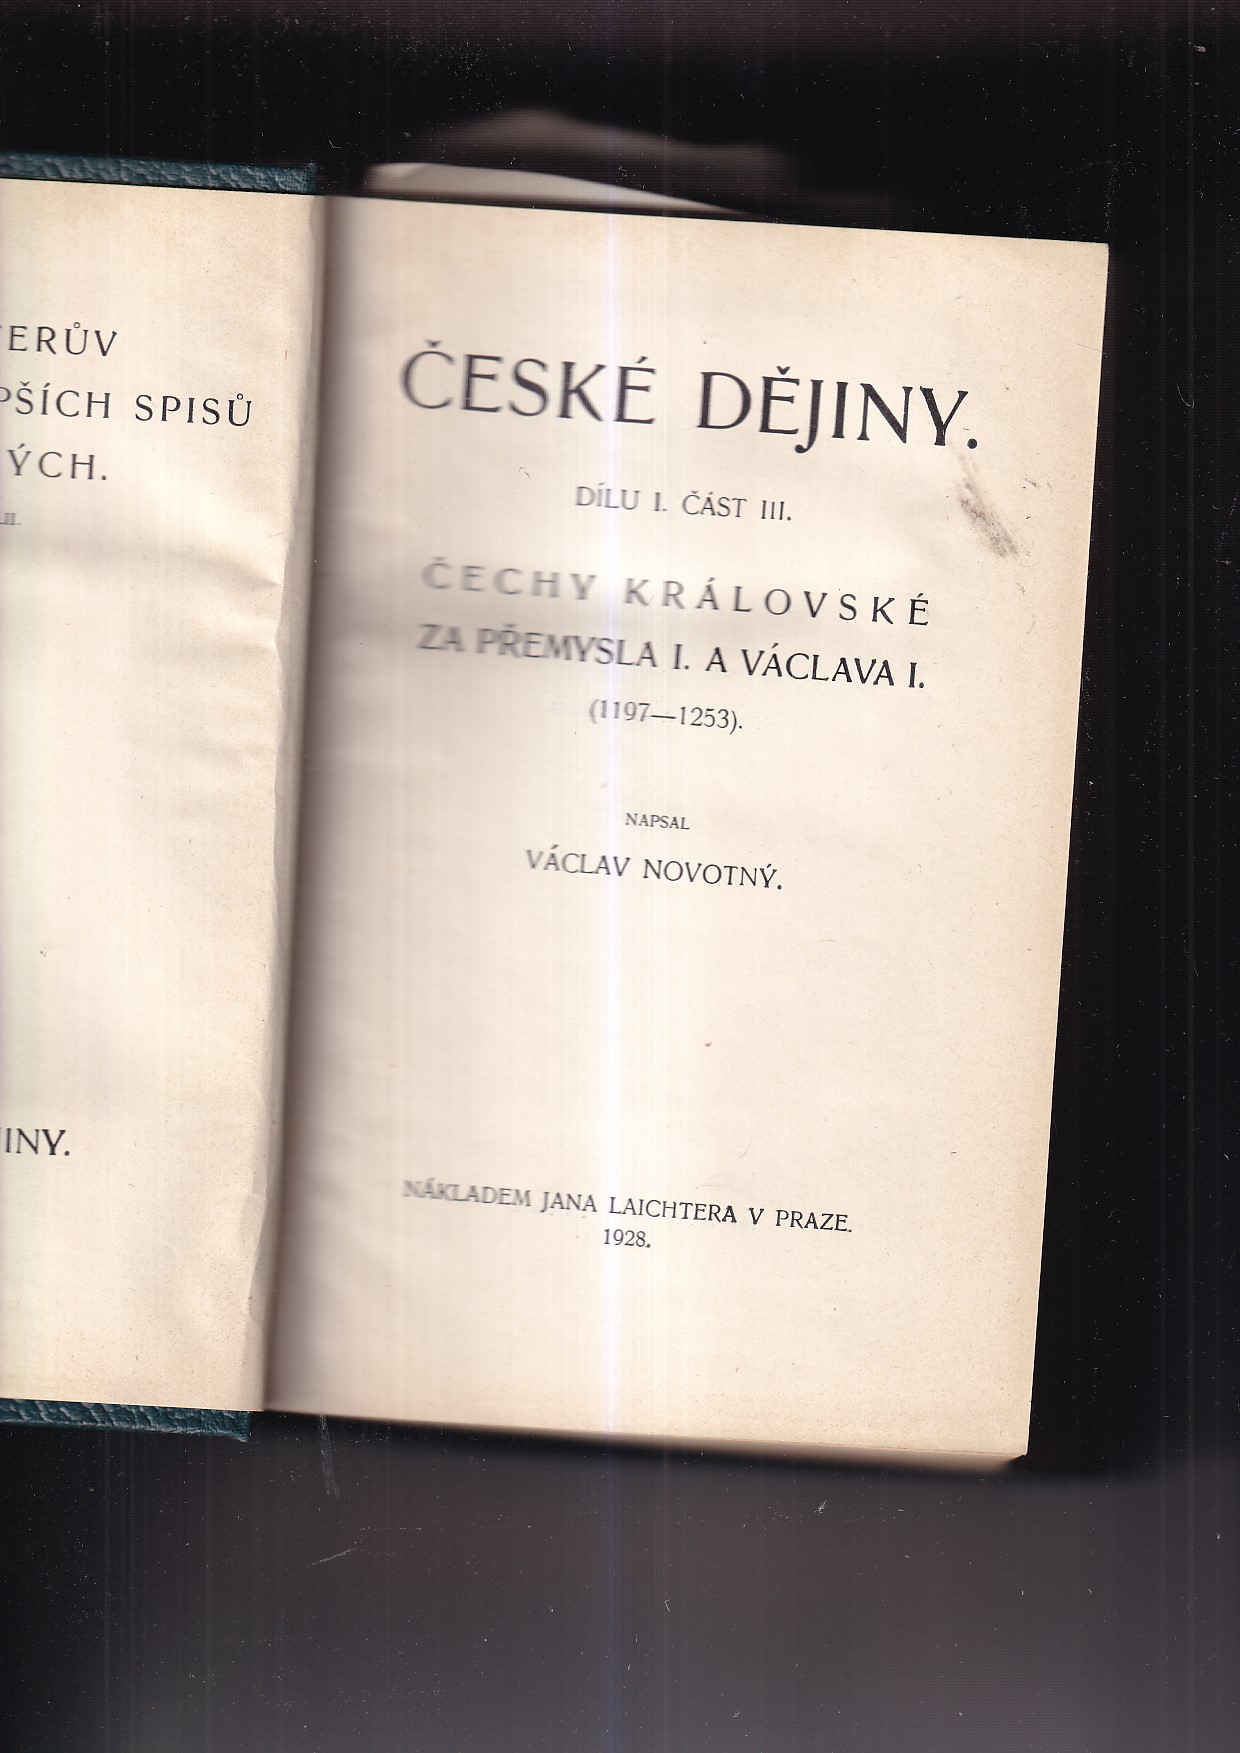 ERŮV
PŠÍCH SPISŮ
ÝCH.
II.
INY.
ČESKÉ DĚJINY.
DÍLU I. ČÁST III.
ČECHY KRÁLOVSKÉ
ZA PŘEMYSLA I. A VÁCLAVA I.
(1197—1253).
NAPSAL
VÁCLAV NOVOTNÝ.
NÁKLADEM JANA LAICHTERA V PRAZE.
1928.